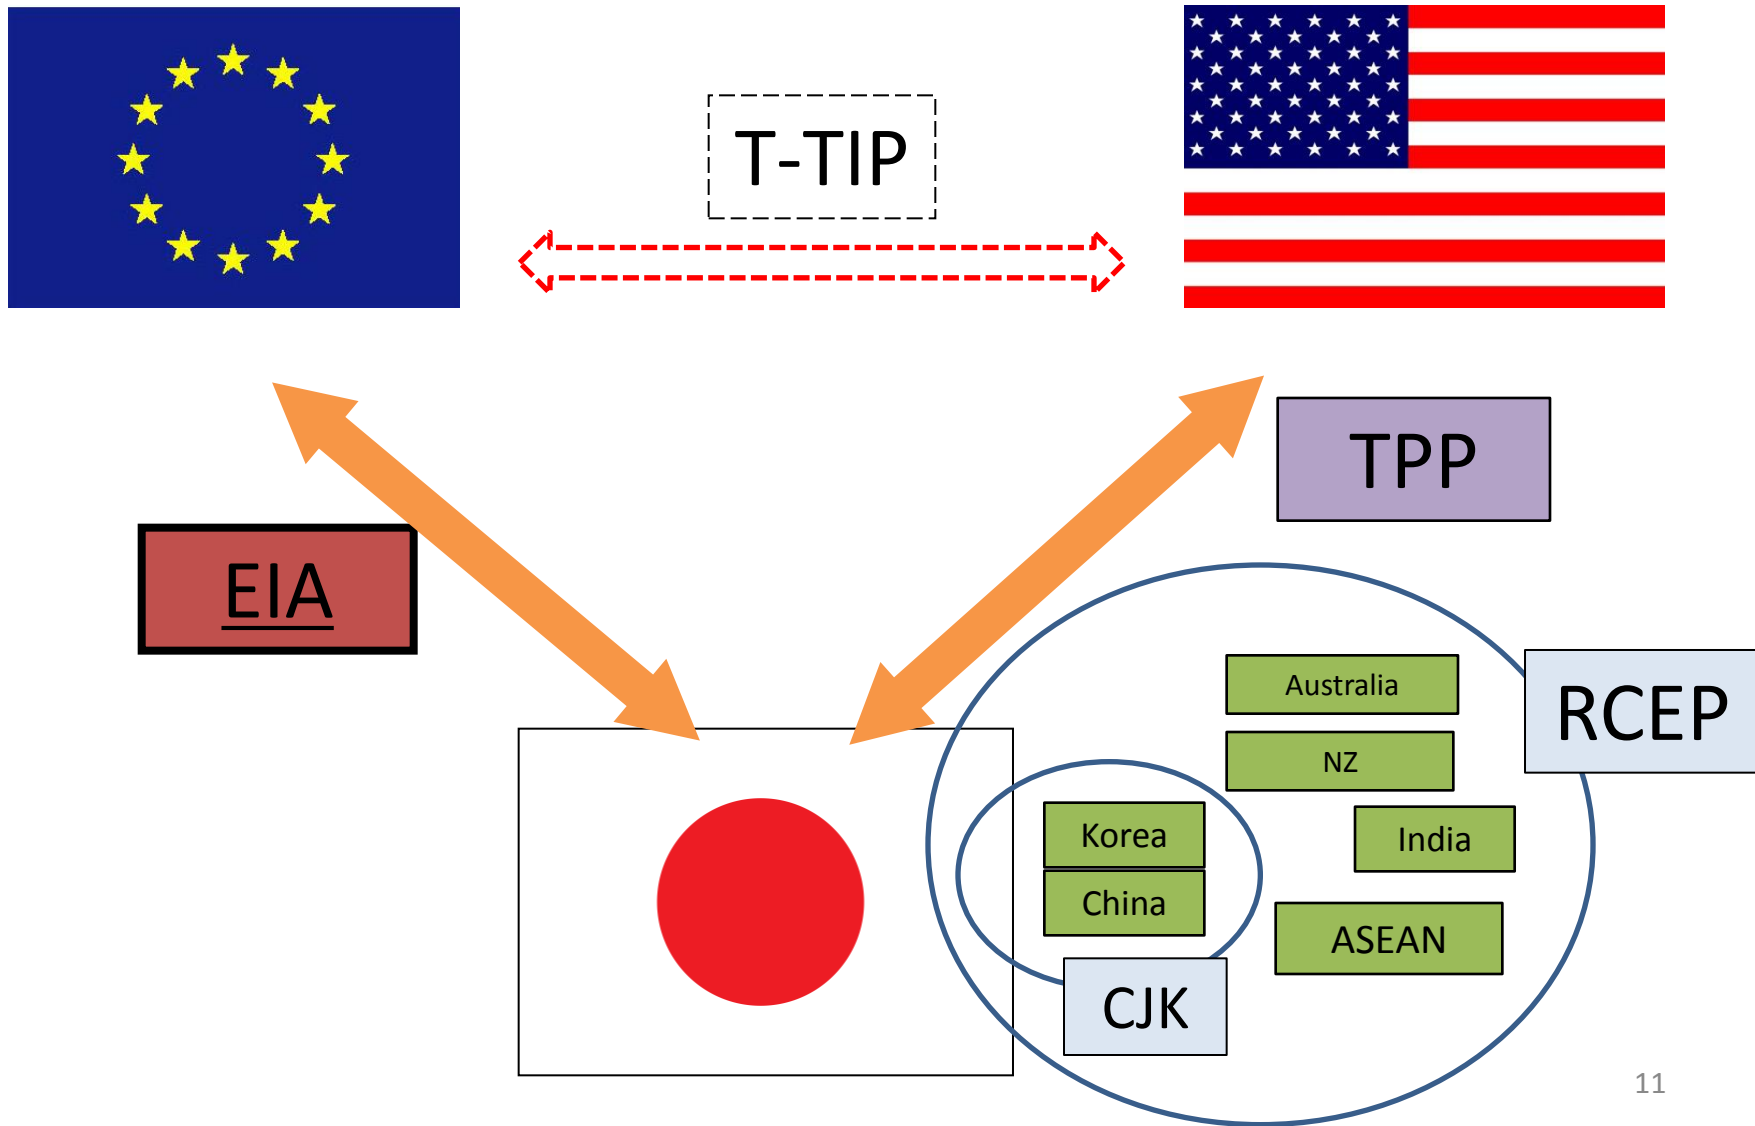 T-TIP
TPP
EIA
Australia
RCEP
NZ
Korea
India
China
ASEAN
CJK
11